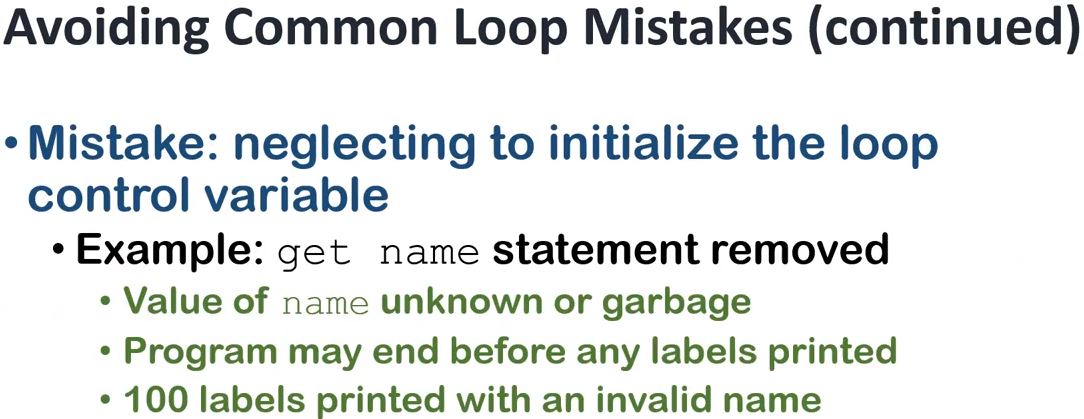 Avoiding Common Loop Mistakes (continued)
• Mistake: neglecting to initialize the loop
control variable
• Example: get name statement removed
• Value of name unknown or garbage
• Program may end before any labels printed
• 100 labels printed with an invalid name